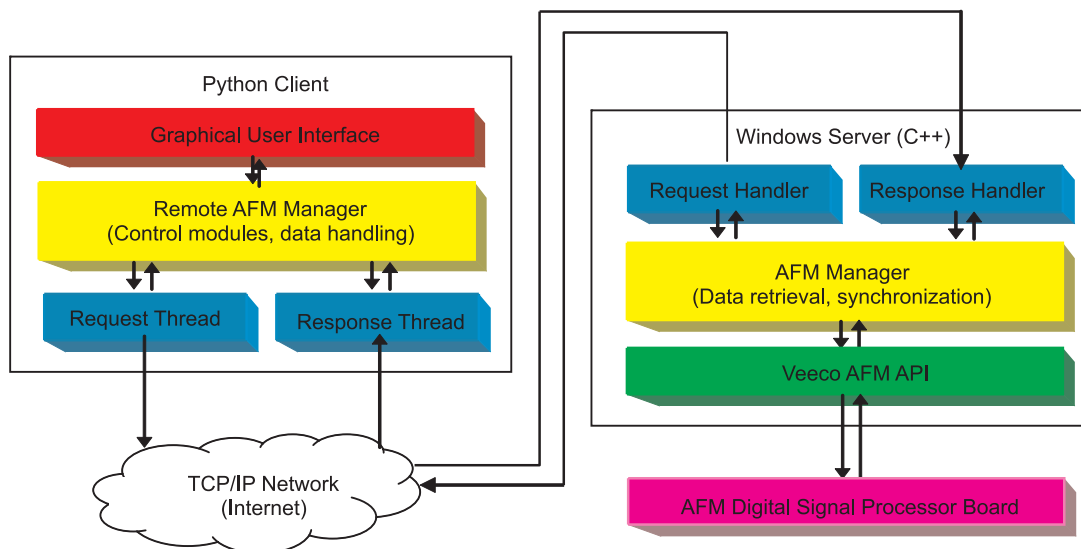 Python Client
Graphical User Interface
Remote AFM Manager
(Control modules, data handling)
Request Thread
Response Thread
TCP/IP Network
(Internet)
Windows Server (C++)
Request Handler
Response Handler
AFM Manager
(Data retrieval, synchronization)
Veeco AFM API
AFM Digital Signal Processor Board